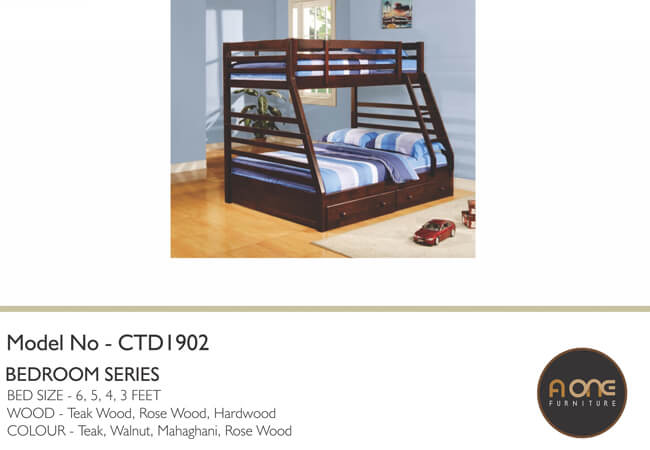 Model No - CTD1902
BEDROOM SERIES
BED SIZE - 6, 5, 4, 3 FEET
WOOD - Teak Wood, Rose Wood, Hardwood
COLOUR - Teak, Walnut, Mahaghani, Rose Wood
A ONE
FURNITURE